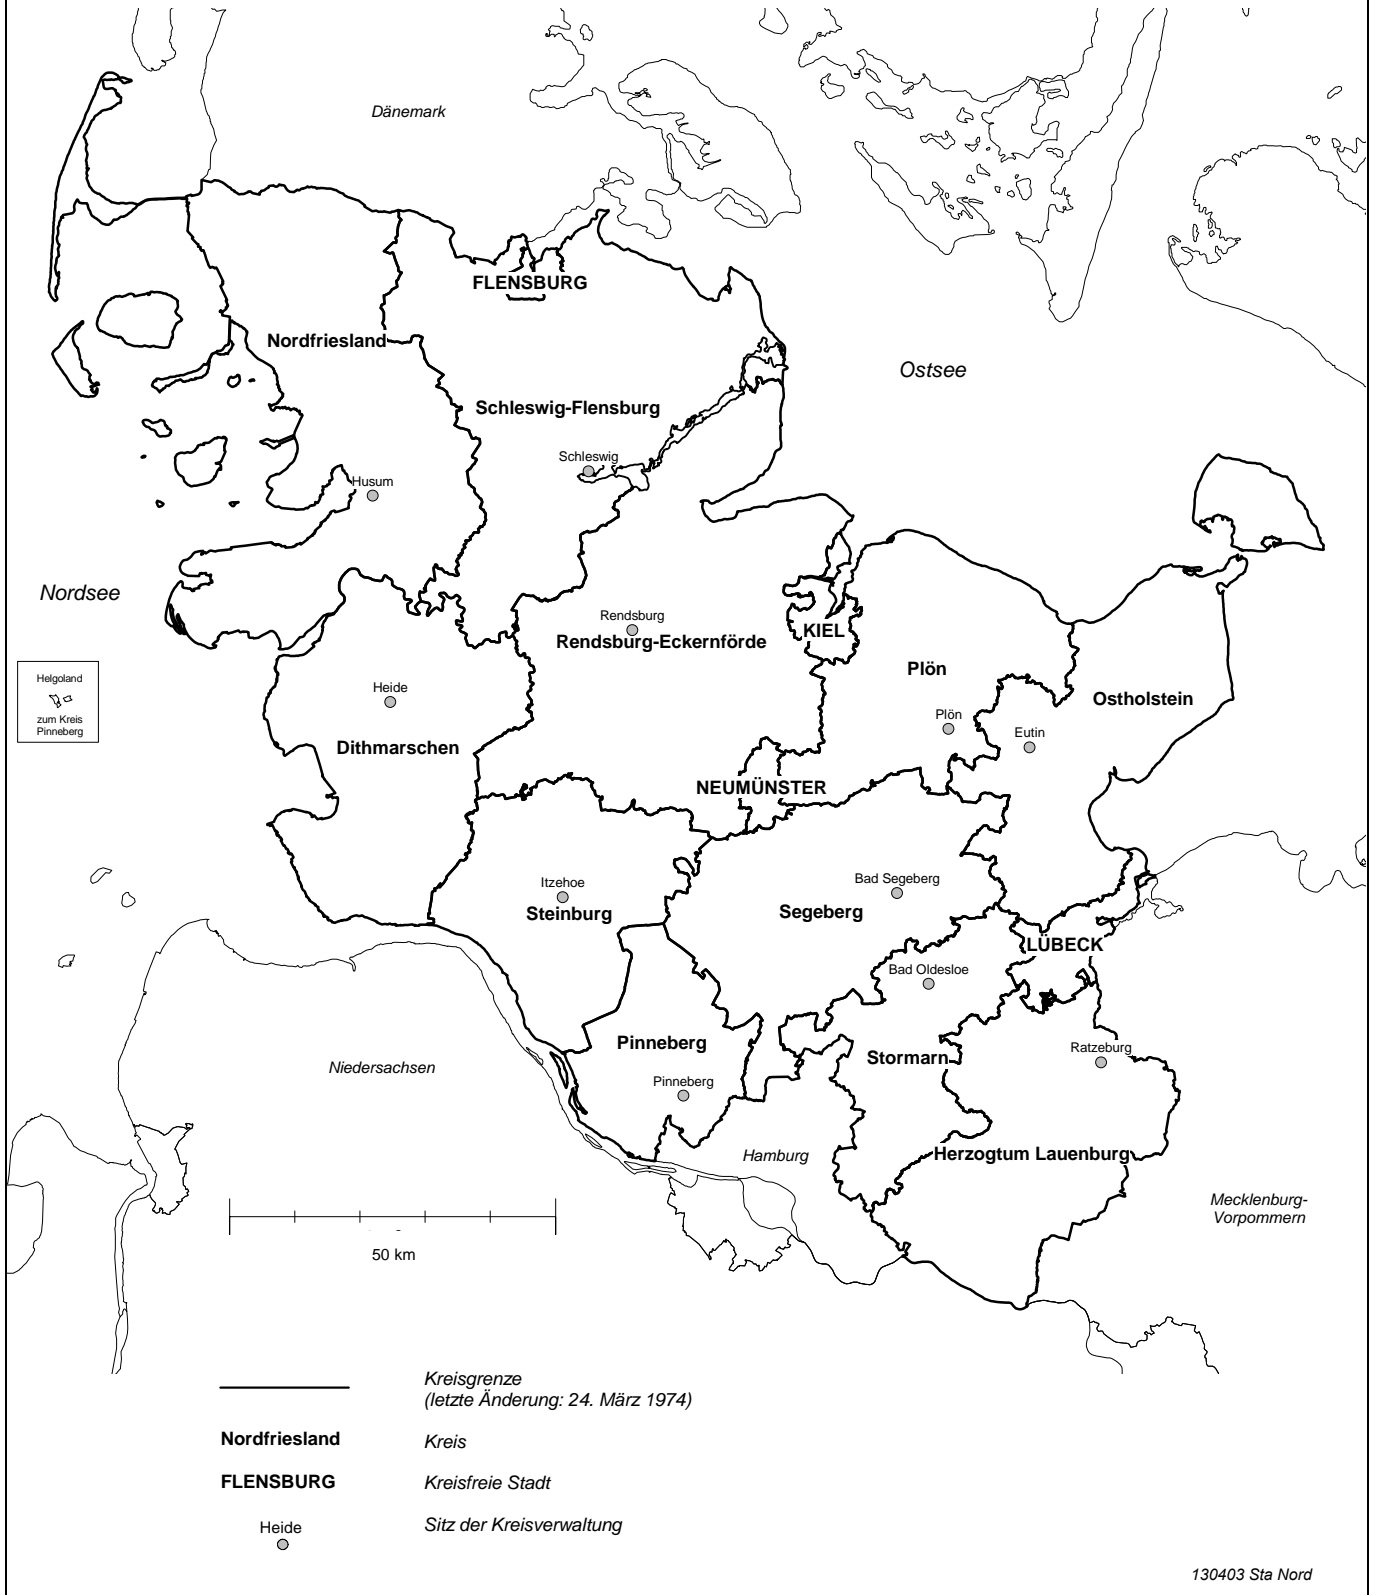 Dänemark
FLENSBURG
Nordfriesland
Ostsee
Schleswig-Flensburg
Schleswig
Husum
Nordsee
Rendsburg
KIEL
Rendsburg-Eckernförde
Plön
Helgoland
zum Kreis
Pinneberg
Heide
Ostholstein
Plön
Eutin
Dithmarschen
NEUMÜNSTER
Itzehoe
Steinburg
Bad Segeberg
Segeberg
LÜBECK
Bad Oldesloe
Pinneberg
Stormarn
Ratzeburg
Niedersachsen
Pinneberg
Hamburg
Herzogtum Lauenburg
Mecklenburg-
Vorpommern
50 km
Kreisgrenze
(letzte Änderung: 24. März 1974)
Nordfriesland Kreis
FLENSBURG Kreisfreie Stadt
Heide Sitz der Kreisverwaltung
130403 Sta Nord